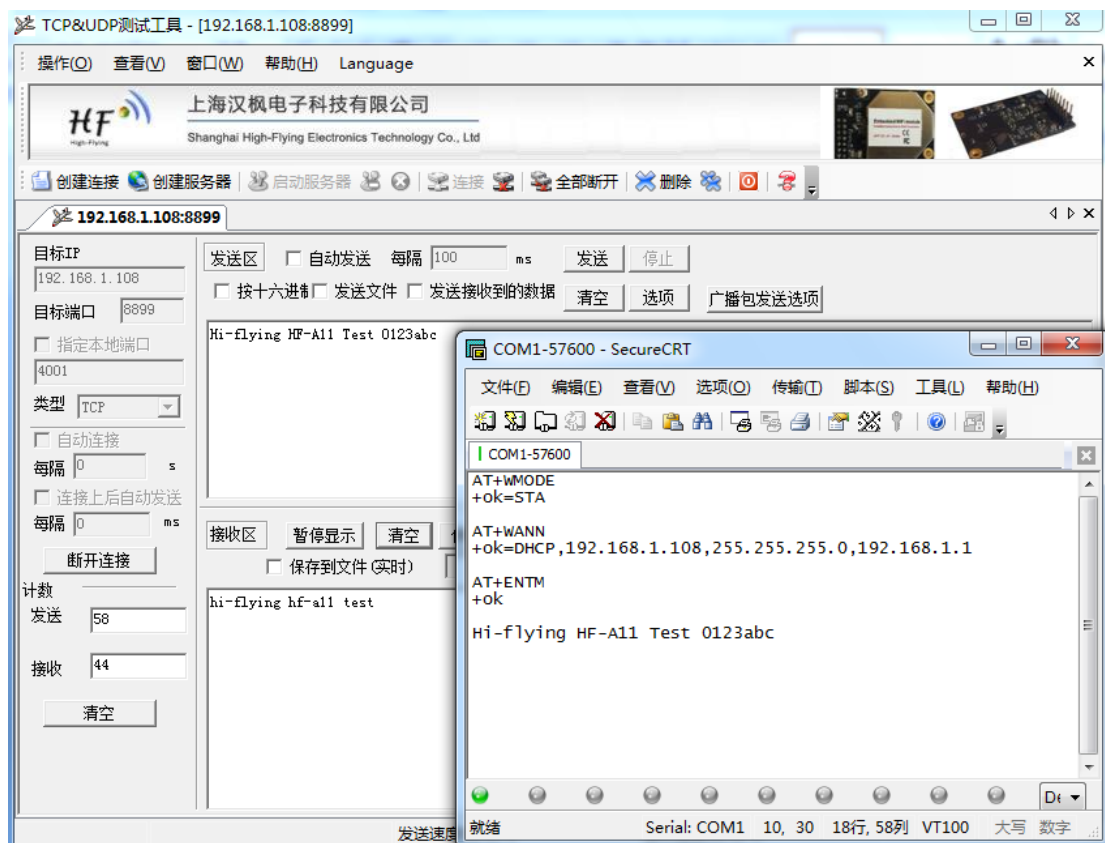 TCP&UDP测试工具 - [192.168.1.108:8899]
操作(O) 查看(V) 窗口(W) 帮助(H) Language
HF
High-Flying
上海汉枫电子科技有限公司
Shanghai High-Flying Electronics Technology Co., Ltd
创建连接 创建服务器 启动服务器 连接 全部断开 删除
192.168.1.108:8899
目标IP
192.168.1.108
目标端口 8899
指定本地端口
4001
类型 TCP
自动连接
每隔 0 s
连接上后自动发送
每隔 0 ms
断开连接
计数
发送 58
接收 44
清空
发送区 自动发送 每隔 100 ms 发送 停止
按十六进制 发送文件 发送接收到的数据 清空 选项 广播包发送选项
Hi-flying HF-A11 Test 0123abc
接收区 暂停显示 清空
保存到文件(实时)
hi-flying hf-a11 test
发送速度
COM1-57600 - SecureCRT
文件(F) 编辑(E) 查看(V) 选项(O) 传输(T) 脚本(S) 工具(L) 帮助(H)
COM1-57600
AT+WMODE
+ok=STA
AT+WANN
+ok=DHCP,192.168.1.108,255.255.255.0,192.168.1.1
AT+ENTM
+ok
Hi-flying HF-A11 Test 0123abc
就绪 Serial: COM1 10, 30 18行, 58列 VT100 大写 数字